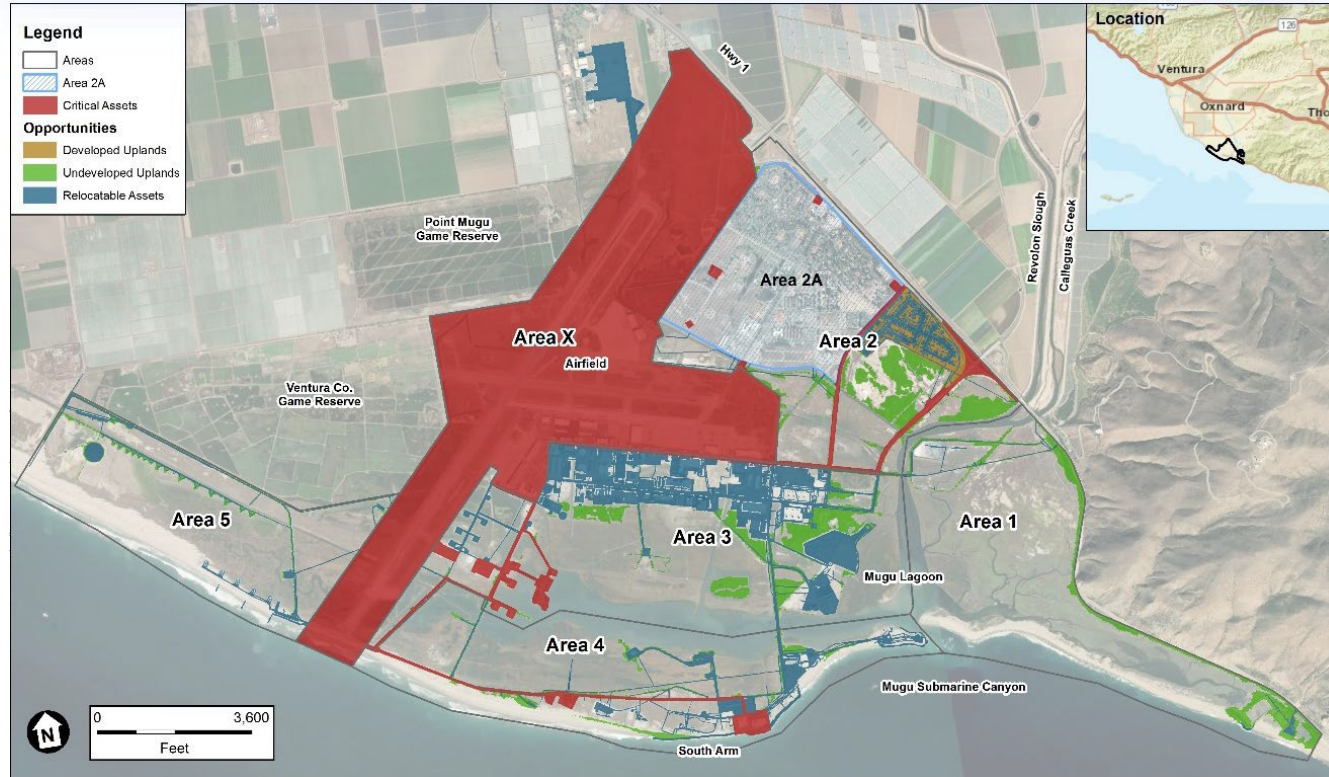 Legend
Areas
Area 2A
Critical Assets
Opportunities
Developed Uplands
Undeveloped Uplands
Relocatable Assets
Location
126
Ventura
Oxnard
Tho
Hwy 1
Revolon Slough
Calleguas Creek
Point Mugu
Game Reserve
Area 2A
Area X
Airfield
Area 2
Ventura Co.
Game Reserve
Area 5
Area 3
Area 1
Mugu Lagoon
Area 4
Mugu Submarine Canyon
South Arm
N
0 3,600
Feet